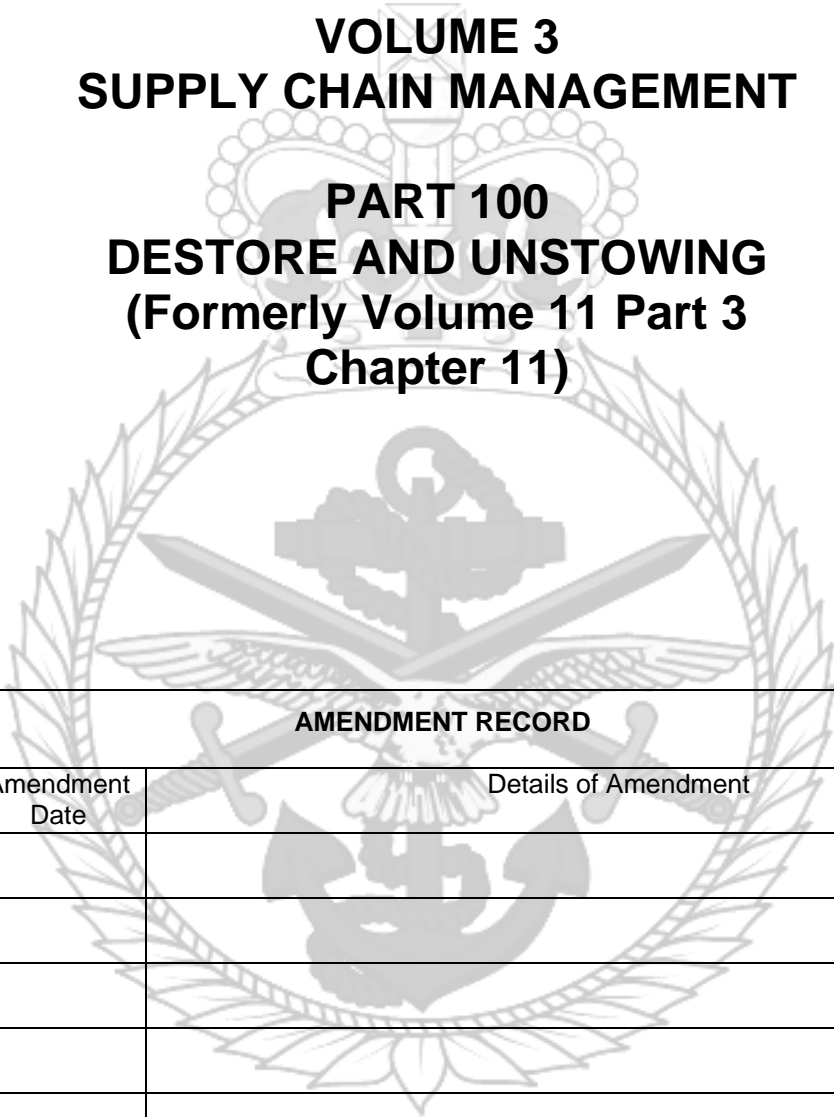 VOLUME 3
SUPPLY CHAIN MANAGEMENT
PART 100
DESTORE AND UNSTOWING
(Formerly Volume 11 Part 3
Chapter 11)
AMENDMENT RECORD
Amendment Details of Amendment
Date